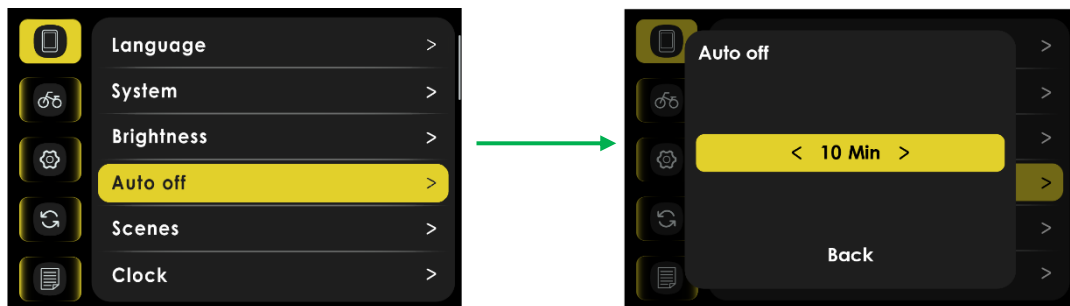 Language >
System >
Brightness >
Auto off >
Scenes >
Clock >
Auto off
< 10 Min >
Back
>
>
>
>
>
>